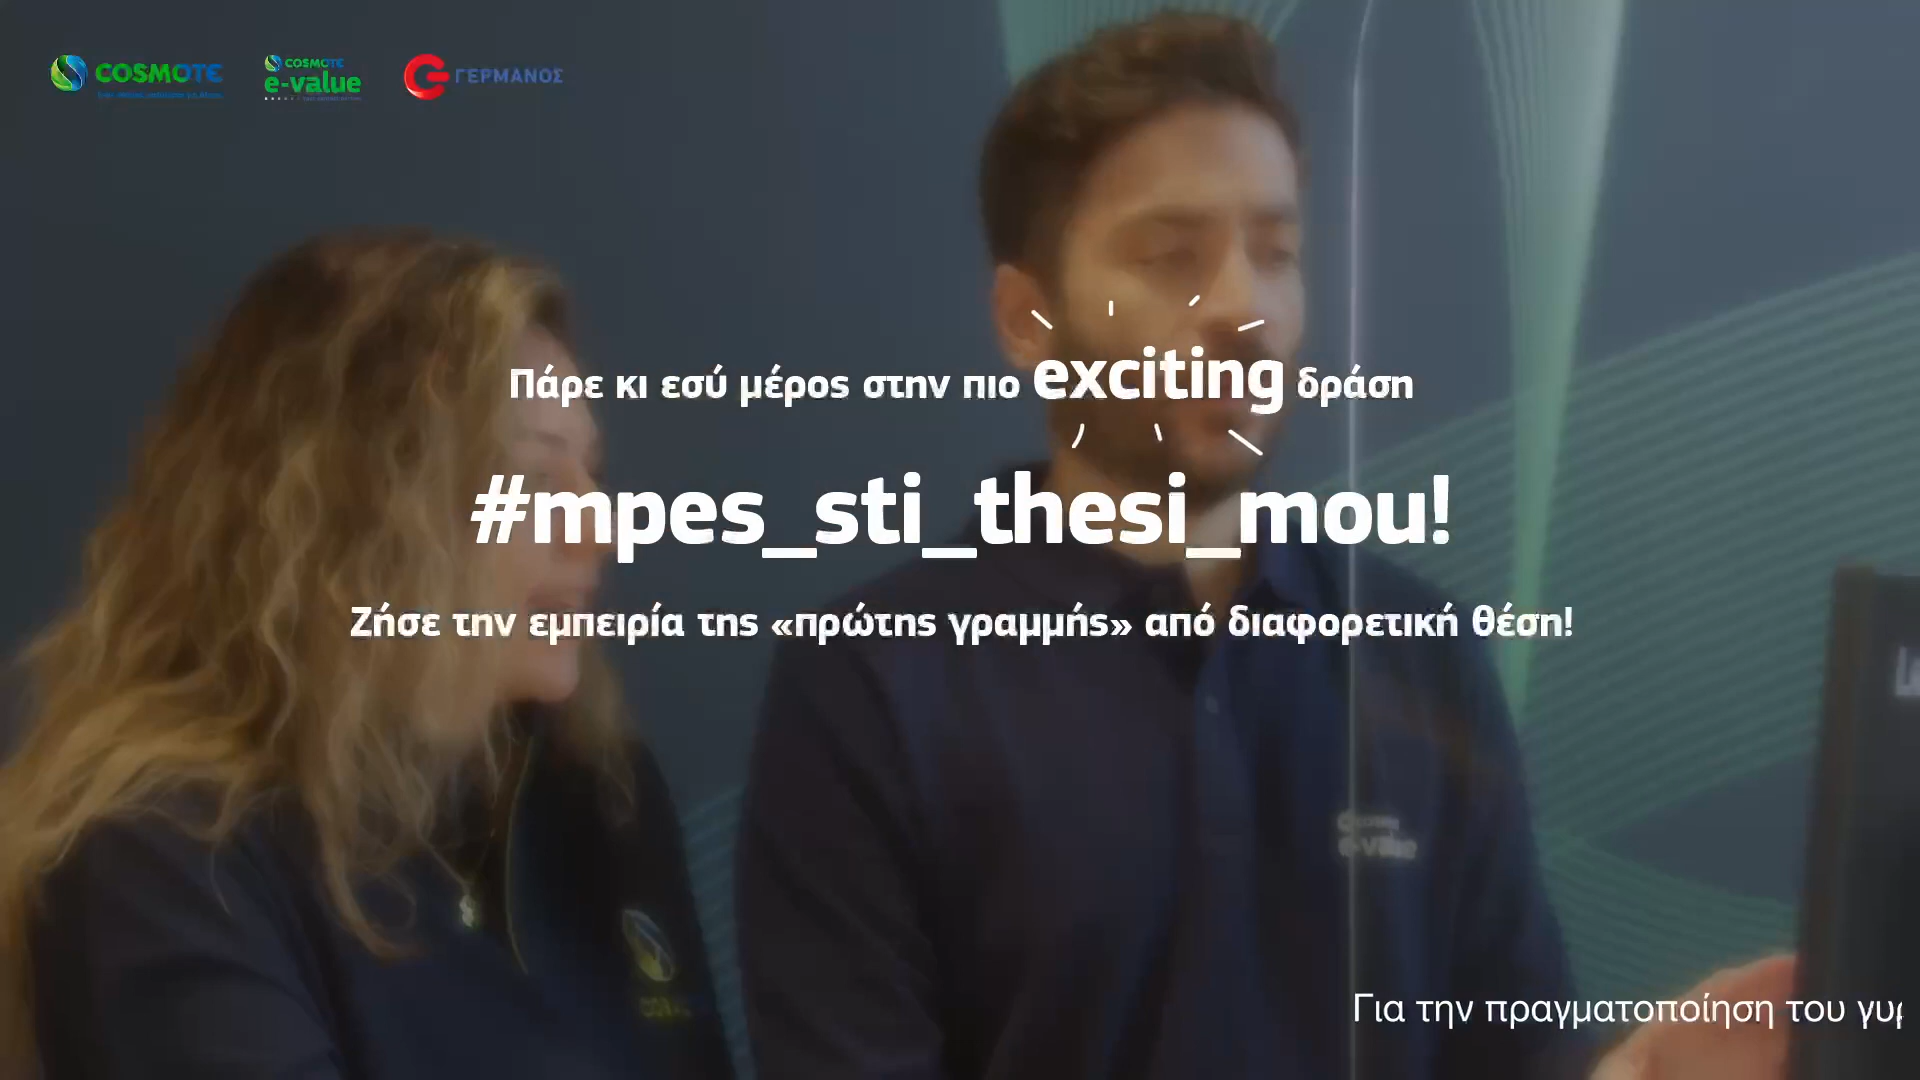 COSMOTE
COSMOTE
e-value
ΓΕΡΜΑΝΟΣ
Πάρε κι εσύ μέρος στην πιο exciting δράση
#mpes_sti_thesi_mou!
Ζήσε την εμπειρία της «πρώτης γραμμής» από διαφορετική θέση!
e-value
Για την πραγματοποίηση του